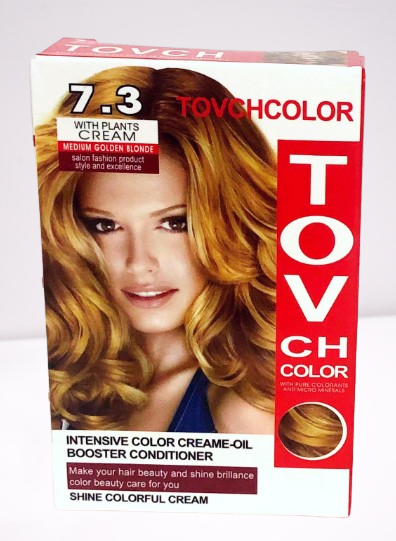 TOVCH
7.3
TOVCHCOLOR
WITH PLANTS
CREAM
MEDIUM GOLDEN BLONDE
salon fashion product
style and excellence
TOV
CH
COLOR
WITH PURE COLORANTS
AND MICRO MINERALS
INTENSIVE COLOR CREAME-OIL
BOOSTER CONDITIONER
Make your hair beauty and shine brillance
color beauty care for you
SHINE COLORFUL CREAM